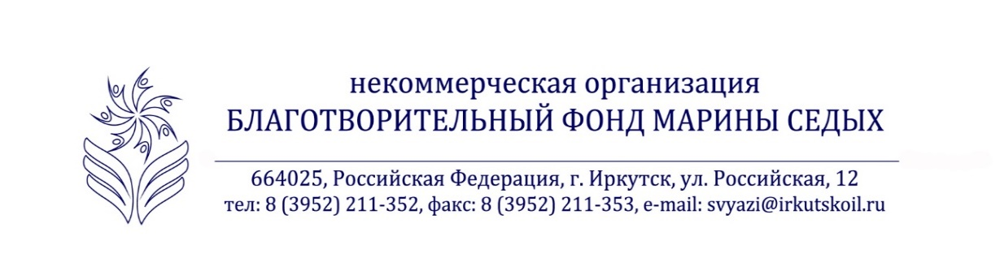 некоммерческая организация
БЛАГОТВОРИТЕЛЬНЫЙ ФОНД МАРИНЫ СЕДЫХ
664025, Российская Федерация, г. Иркутск, ул. Российская, 12
тел: 8 (3952) 211-352, факс: 8 (3952) 211-353, e-mail: svyazi@irkutskoil.ru